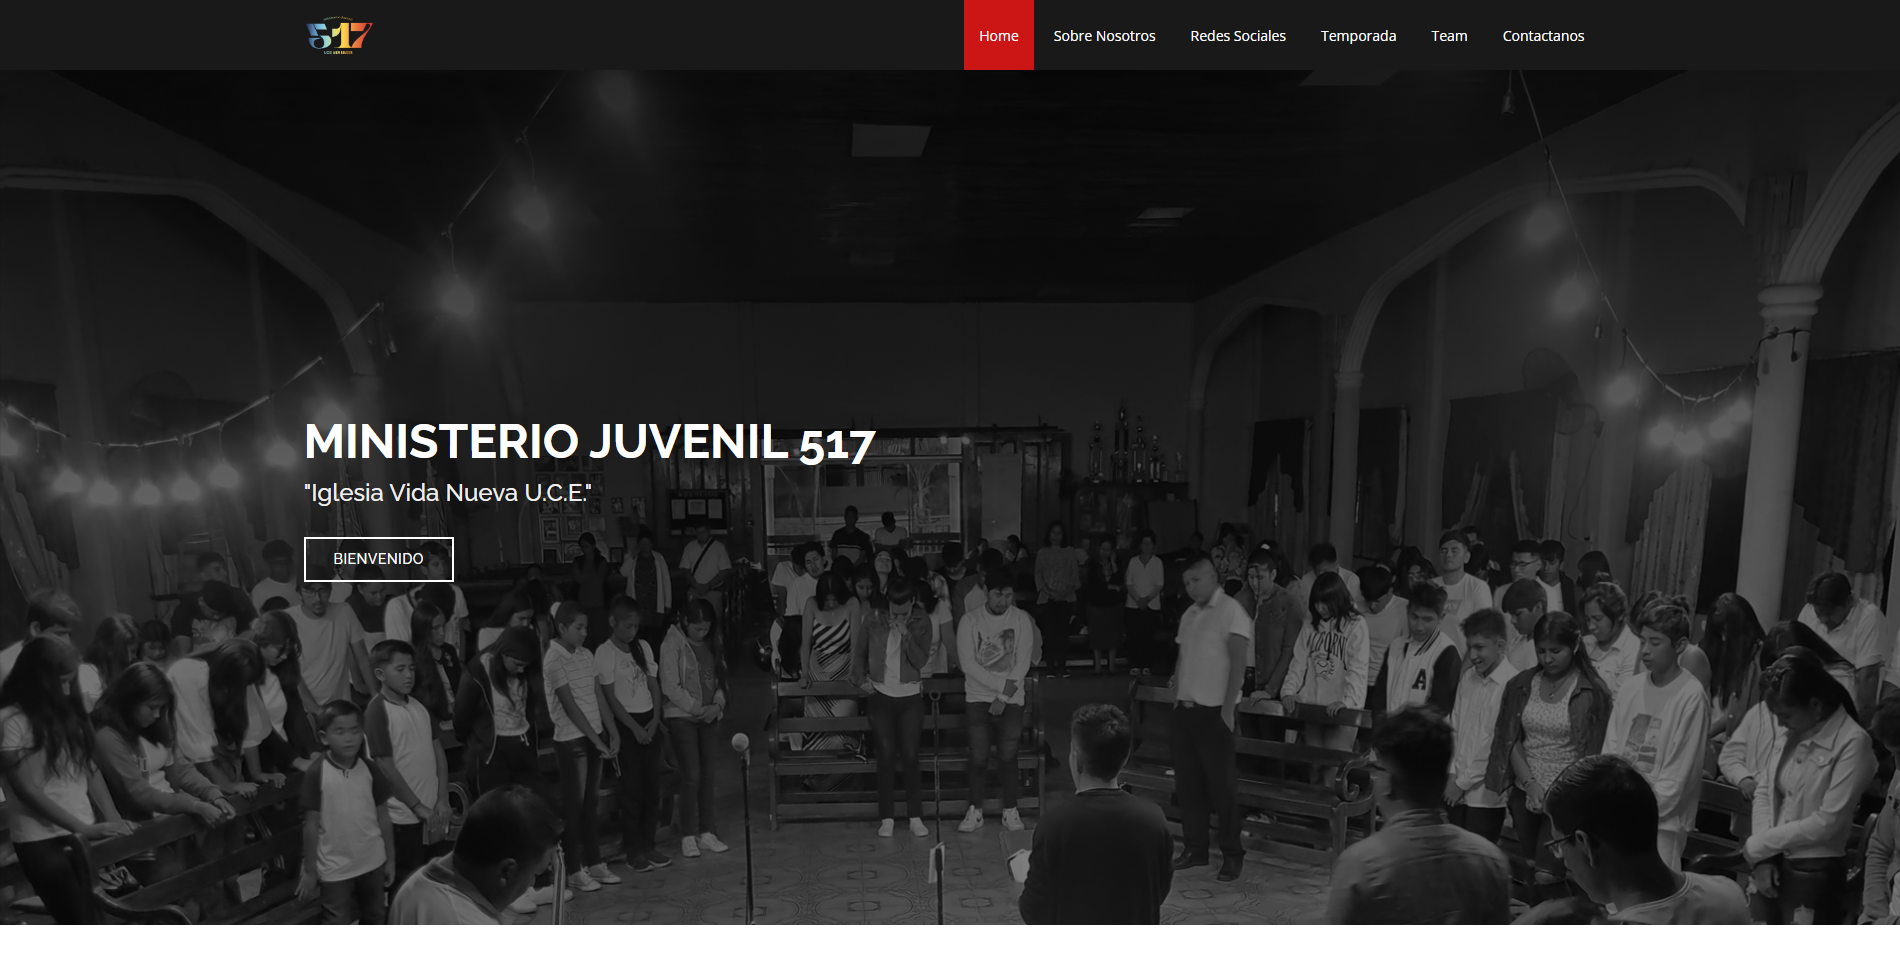 517
Home
Sobre Nosotros
Redes Sociales
Temporada
Team
Contactanos
MINISTERIO JUVENIL 517
"Iglesia Vida Nueva U.C.E."
BIENVENIDO
A